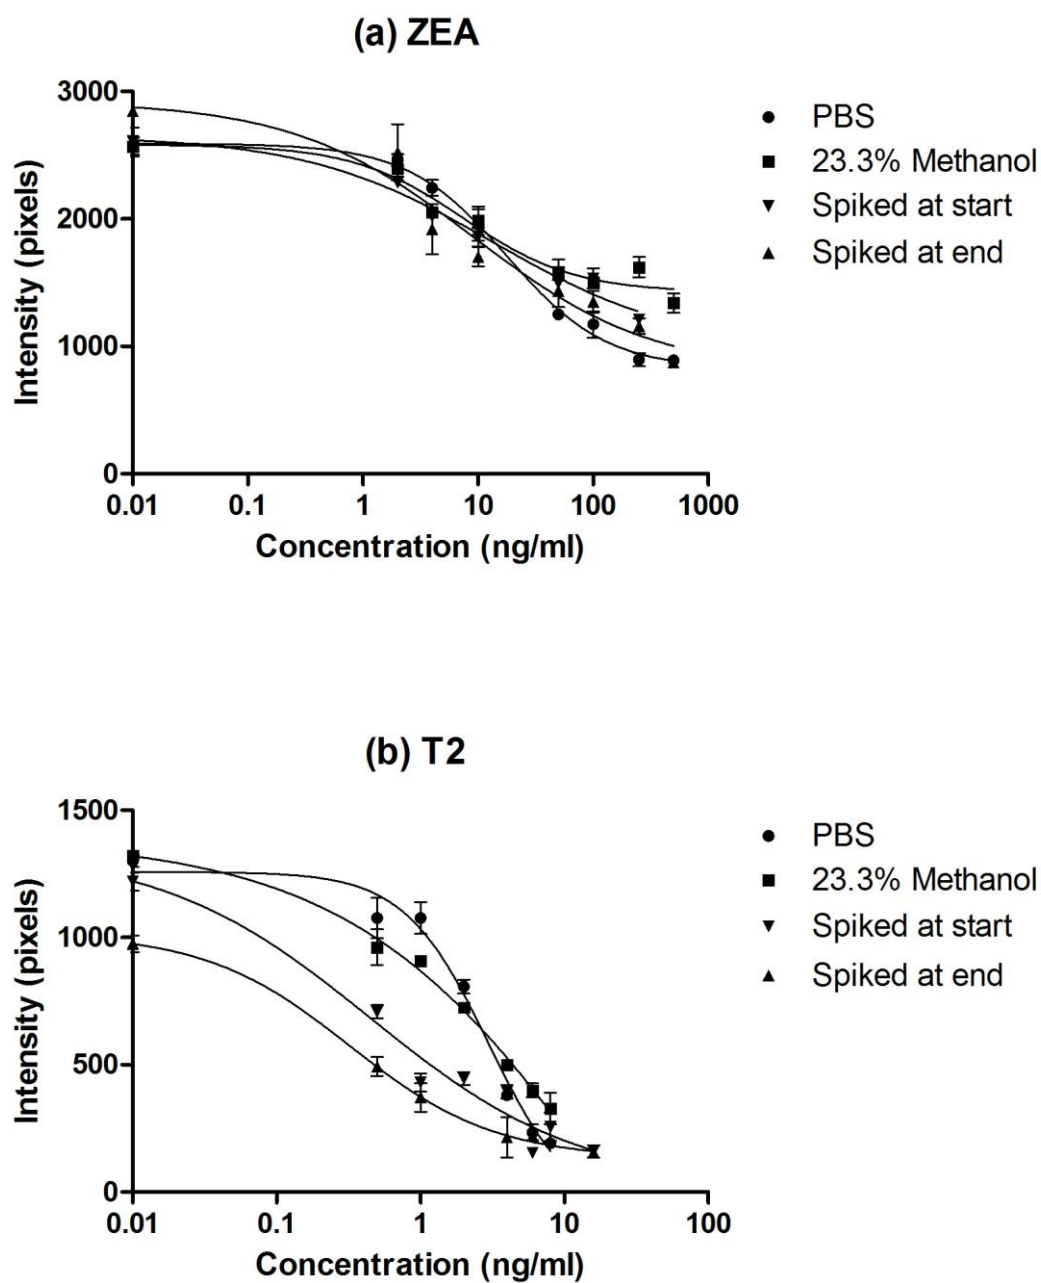 (a) ZEA
3000
2000
1000
0
Intensity (pixels)
0.01 0.1 1 10 100 1000
Concentration (ng/ml)
PBS
23.3% Methanol
Spiked at start
Spiked at end
(b) T2
1500
1000
500
0
Intensity (pixels)
0.01 0.1 1 10 100
Concentration (ng/ml)
PBS
23.3% Methanol
Spiked at start
Spiked at end